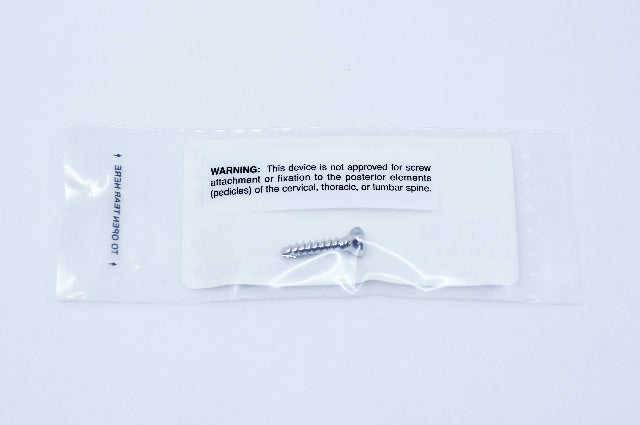 WARNING: This device is not approved for screw
attachment or fixation to the posterior elements
(pedicles) of the cervical, thoracic, or lumbar spine.
TO OPEN TEAR HERE